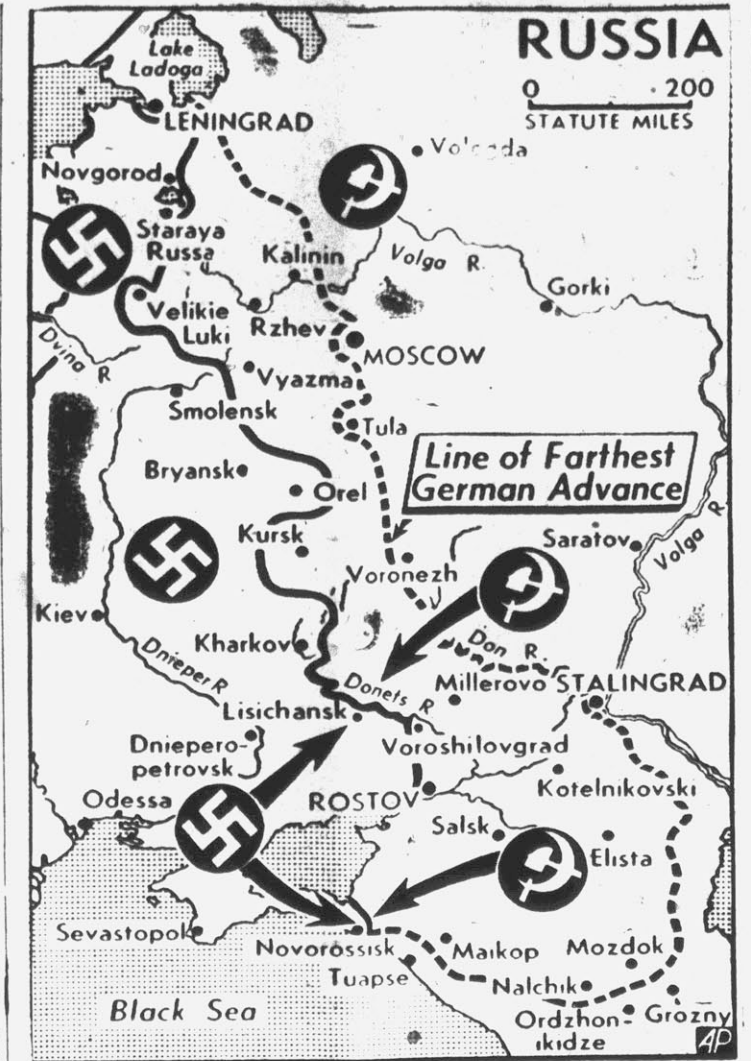 RUSSIA
0 200
STATUTE MILES
Lake
Ladoga
LENINGRAD
Vologda
Novgorod
Staraya
Russa
Kalinin
Volga R.
Gorki
Velikie
Luki
Rzhev
MOSCOW
Dvina R
Vyazma
Smolensk
Tula
Line of Farthest
German Advance
Bryansk
Orel
Kursk
Saratov
Volga R.
Voronezh
Kiev
Kharkov
Don R.
Dnieper R
Donets R
Millerovo
STALINGRAD
Lisichansk
Voroshilovgrad
Dniepero-
petrovsk
Kotelnikovski
Odessa
ROSTOV
Salsk
Elista
Sevastopol
Novorossisk
Maikop
Mozdok
Tuapse
Nalchik
Black Sea
Ordzhon-
ikidze
Grozny
AP